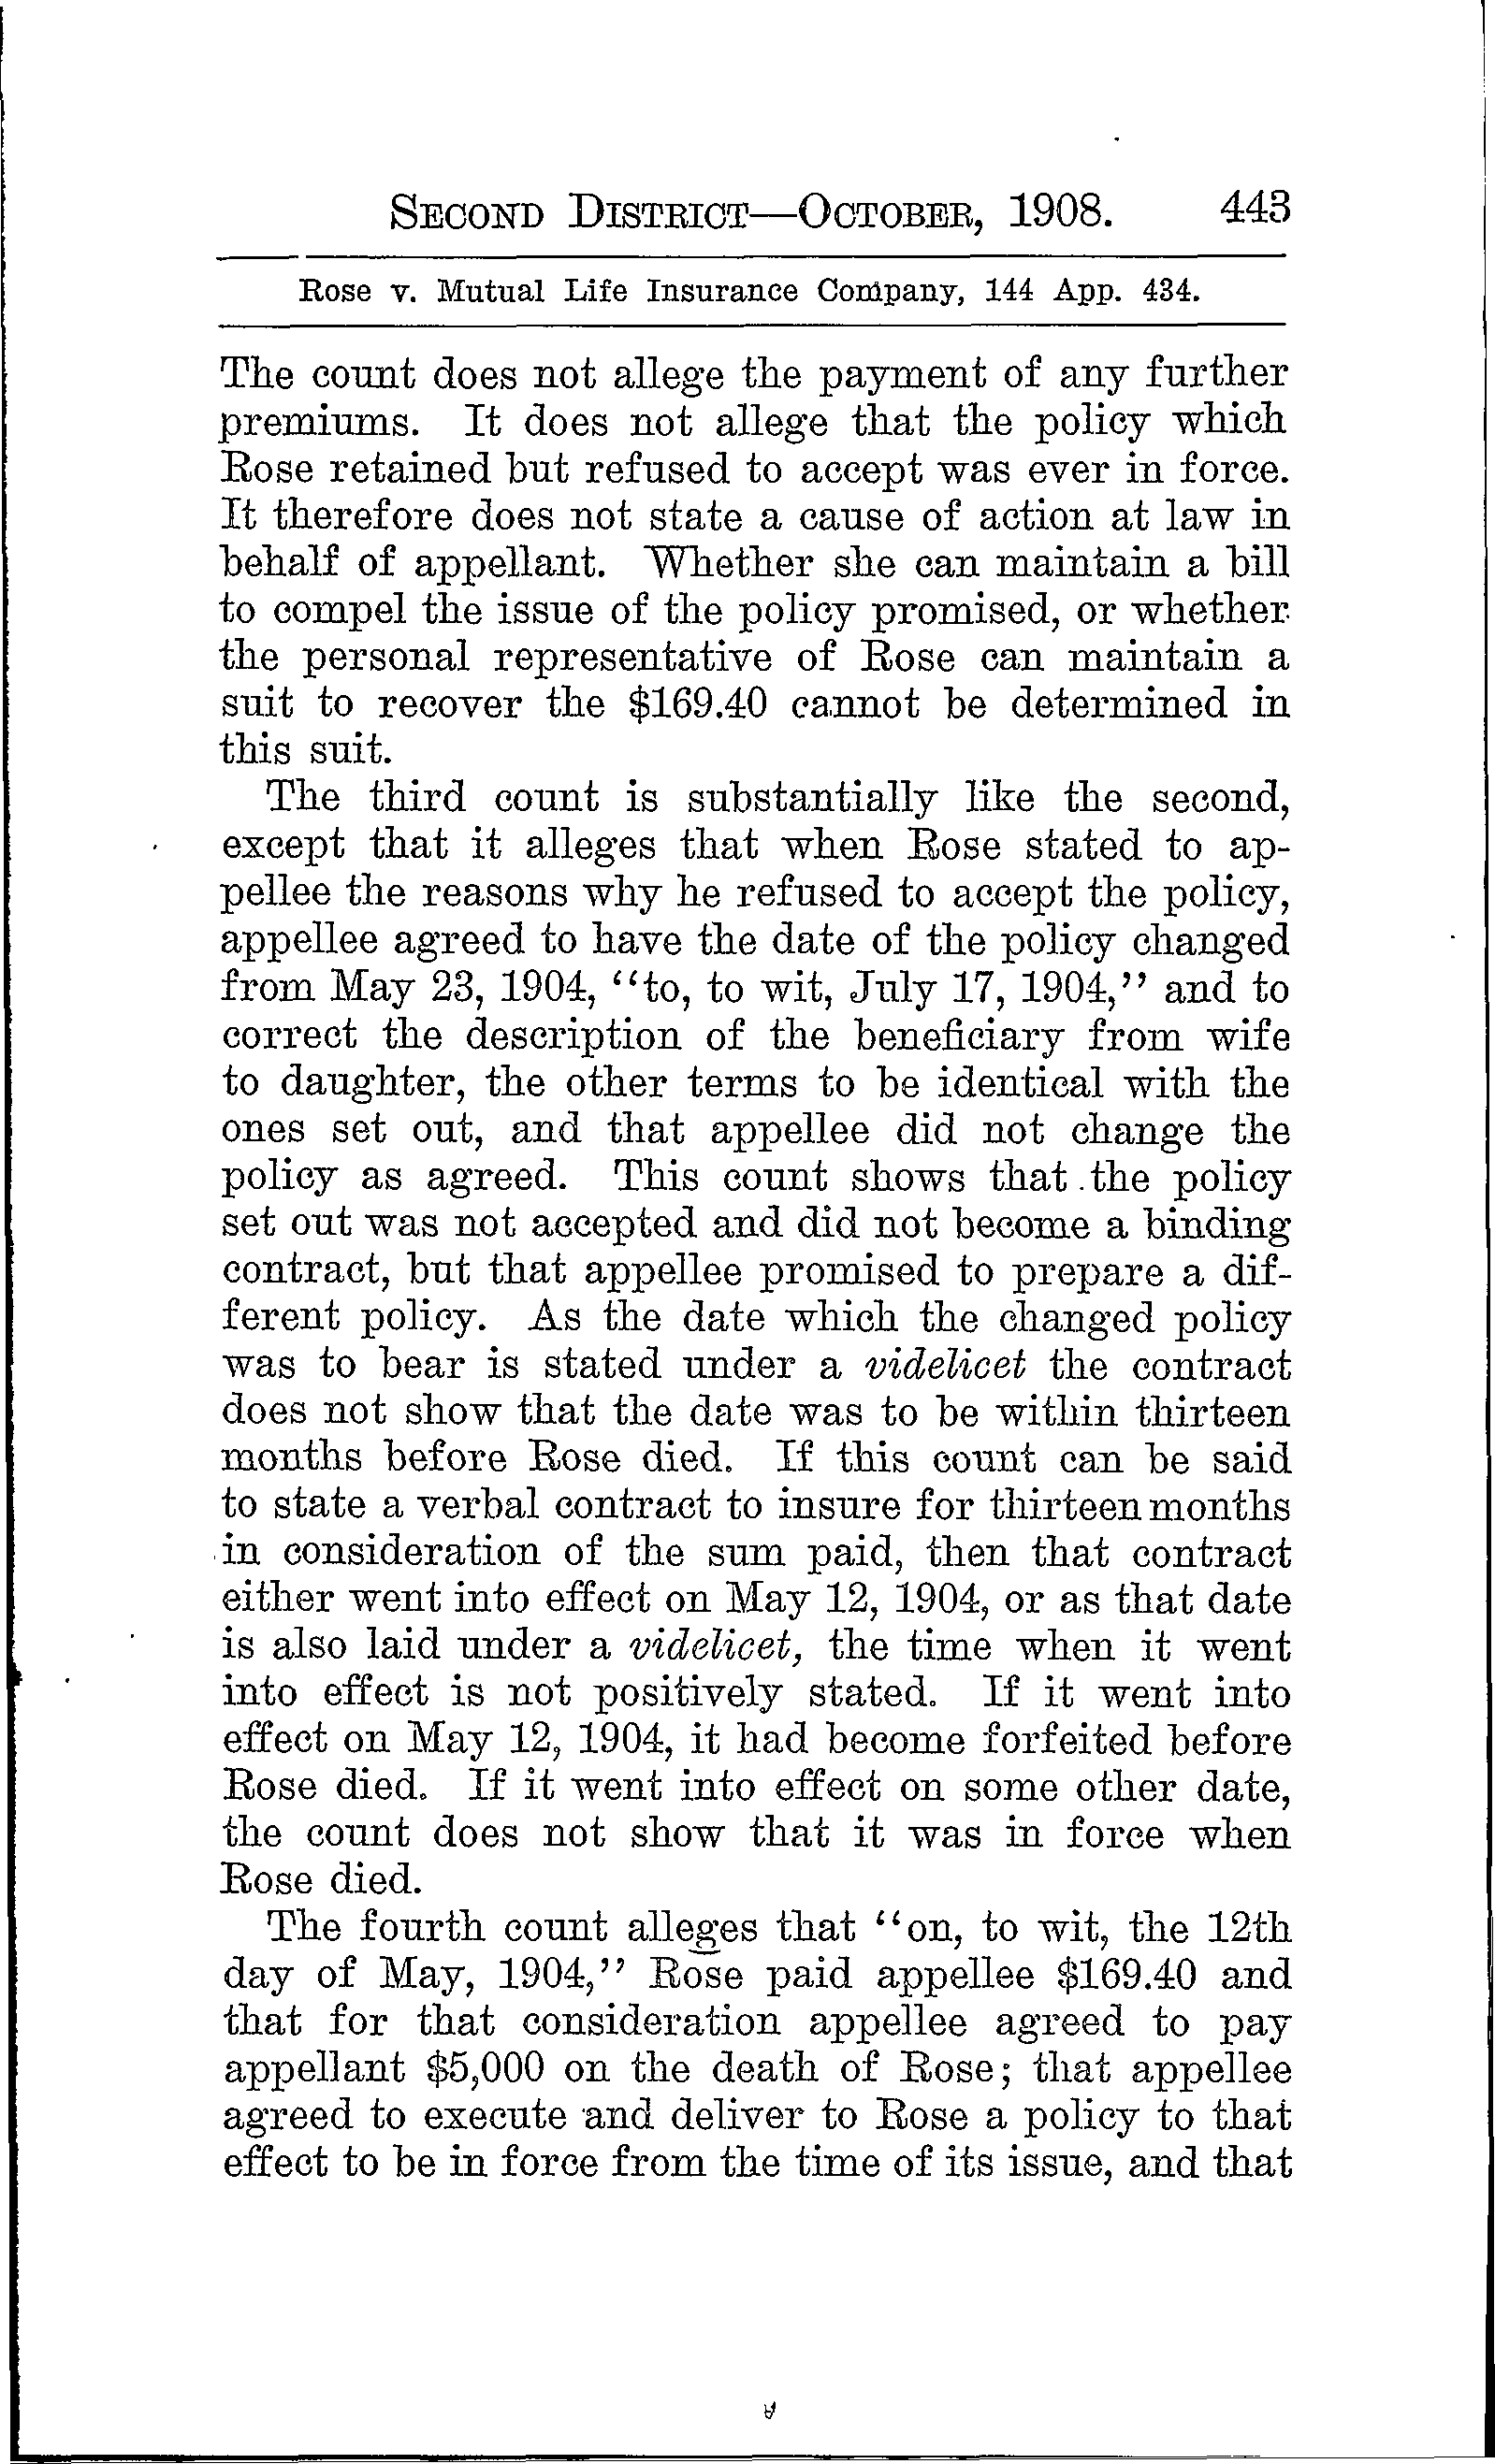 SECOND DISTRICT—OCTOBER, 1908. 443
Rose v. Mutual Life Insurance Company, 144 App. 434.
The count does not allege the payment of any further
premiums. It does not allege that the policy which
Rose retained but refused to accept was ever in force.
It therefore does not state a cause of action at law in
behalf of appellant. Whether she can maintain a bill
to compel the issue of the policy promised, or whether
the personal representative of Rose can maintain a
suit to recover the $169.40 cannot be determined in
this suit.
The third count is substantially like the second,
except that it alleges that when Rose stated to ap-
pellee the reasons why he refused to accept the policy,
appellee agreed to have the date of the policy changed
from May 23, 1904, “to, to wit, July 17, 1904,” and to
correct the description of the beneficiary from wife
to daughter, the other terms to be identical with the
ones set out, and that appellee did not change the
policy as agreed. This count shows that the policy
set out was not accepted and did not become a binding
contract, but that appellee promised to prepare a dif-
ferent policy. As the date which the changed policy
was to bear is stated under a videlicet the contract
does not show that the date was to be within thirteen
months before Rose died. If this count can be said
to state a verbal contract to insure for thirteen months
in consideration of the sum paid, then that contract
either went into effect on May 12, 1904, or as that date
is also laid under a videlicet, the time when it went
into effect is not positively stated. If it went into
effect on May 12, 1904, it had become forfeited before
Rose died. If it went into effect on some other date,
the count does not show that it was in force when
Rose died.
The fourth count alleges that “on, to wit, the 12th
day of May, 1904,” Rose paid appellee $169.40 and
that for that consideration appellee agreed to pay
appellant $5,000 on the death of Rose; that appellee
agreed to execute and deliver to Rose a policy to that
effect to be in force from the time of its issue, and that